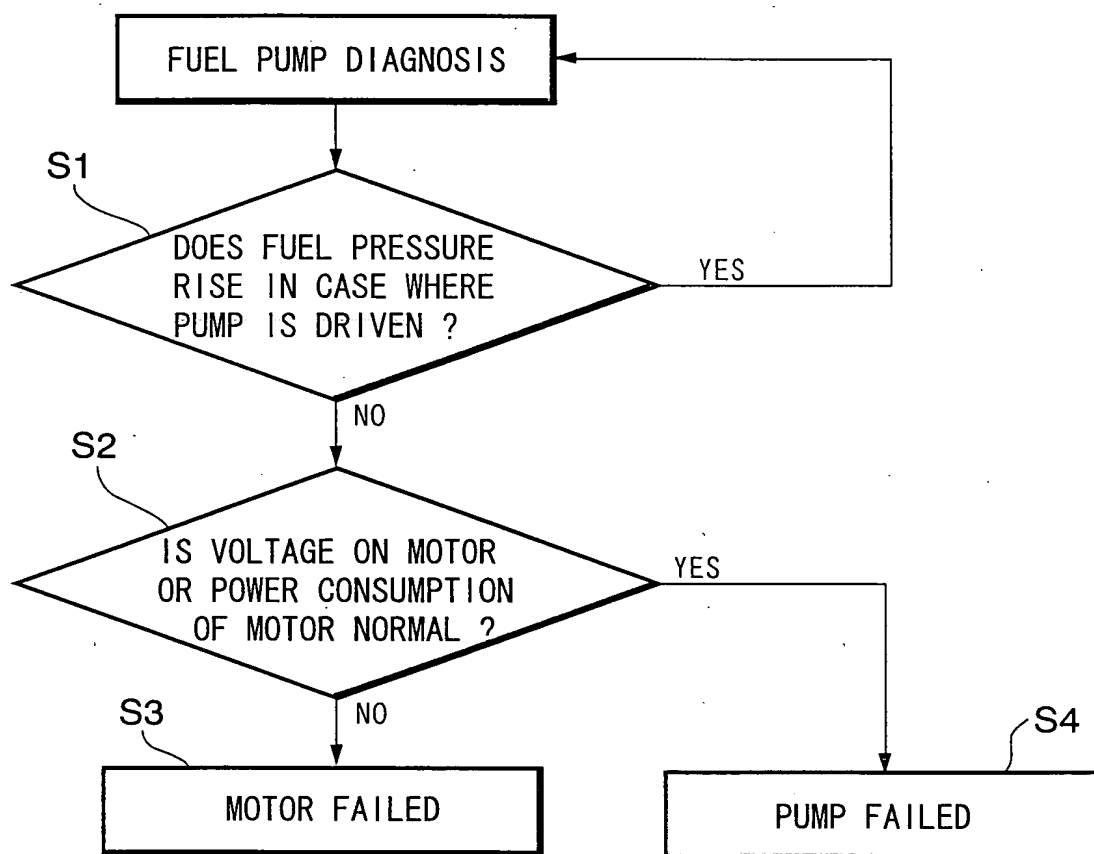 FUEL PUMP DIAGNOSIS
S1
DOES FUEL PRESSURE
RISE IN CASE WHERE
PUMP IS DRIVEN ?
YES
NO
S2
IS VOLTAGE ON MOTOR
OR POWER CONSUMPTION
OF MOTOR NORMAL ?
YES
NO
S3
MOTOR FAILED
S4
PUMP FAILED